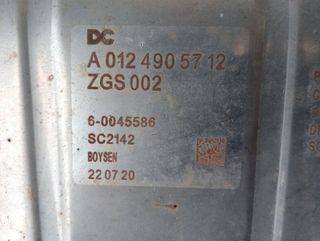 DC
A 012 490 57 12
ZGS 002
6-0045586
SC2142
BOYSEN
22 07 20